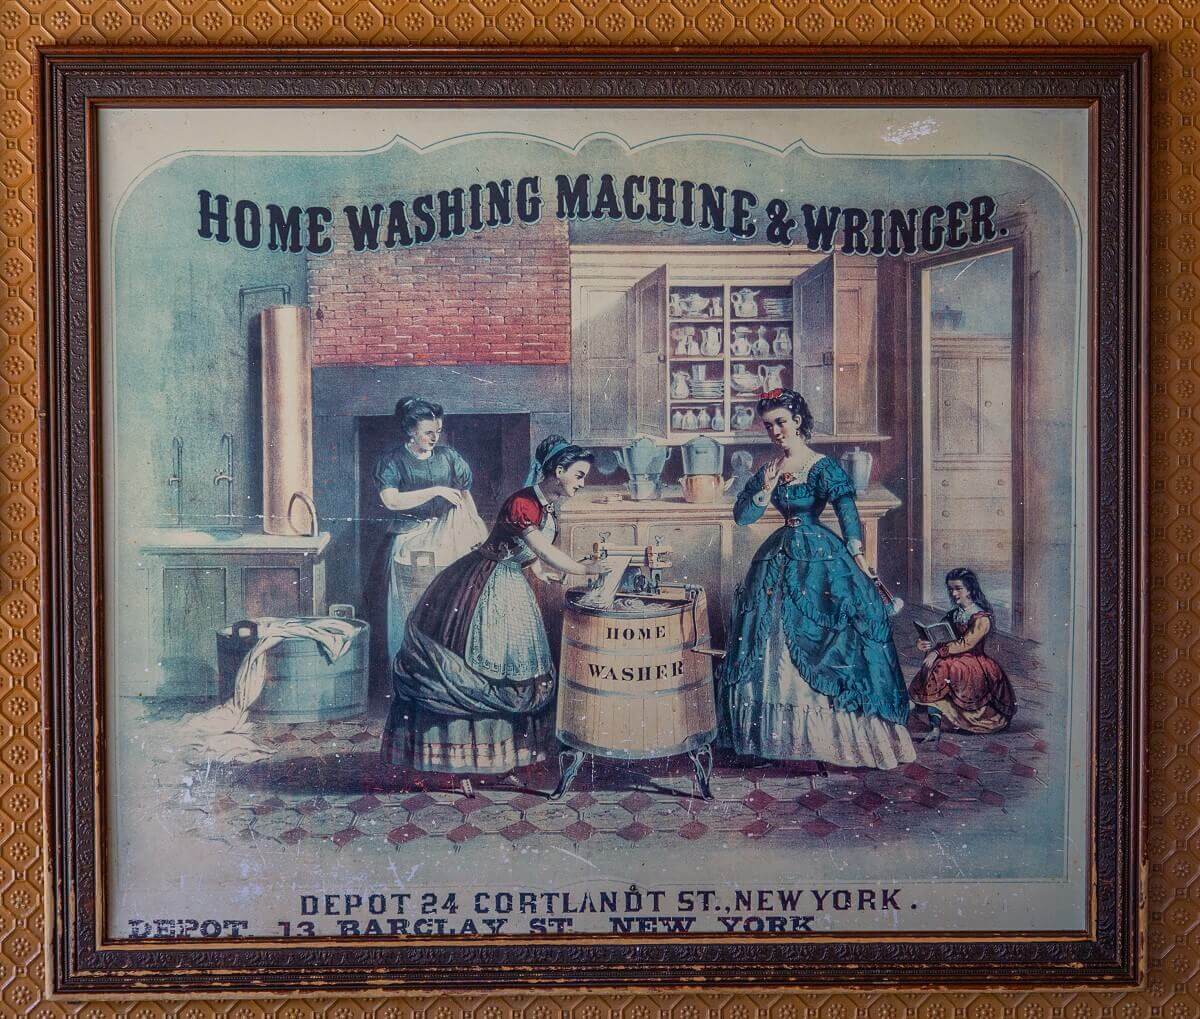 HOME WASHING MACHINE & WRINGER.
HOME
WASHER
DEPOT 24 CORTLANDT ST., NEW YORK.
DEPOT 13 BARCLAY ST. NEW YORK